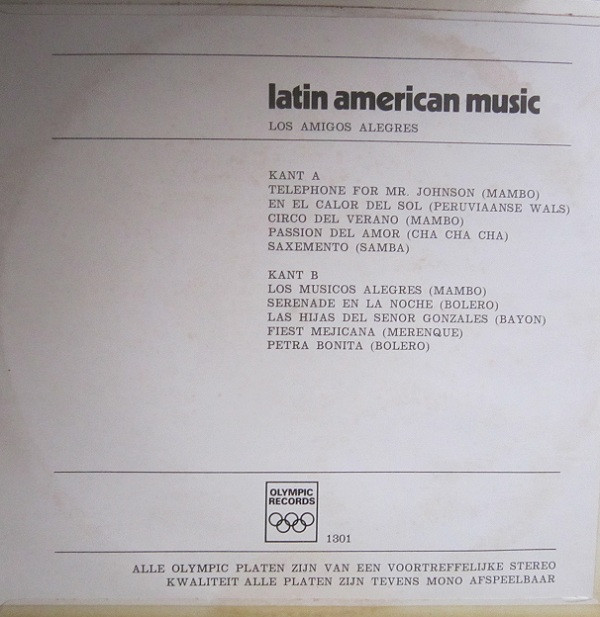 latin american music
LOS AMIGOS ALEGRES
KANT A
TELEPHONE FOR MR. JOHNSON (MAMBO)
EN EL CALOR DEL SOL (PERUVIAANSE WALS)
CIRCO DEL VERANO (MAMBO)
PASSION DEL AMOR (CHA CHA CHA)
SAXEMENTO (SAMBA)
KANT B
LOS MUSICOS ALEGRES (MAMBO)
SERENADE EN LA NOCHE (BOLERO)
LAS HIJAS DEL SENOR GONZALES (BAYON)
FIEST MEJICANA (MERENQUE)
PETRA BONITA (BOLERO)
OLYMPIC
RECORDS
1301
ALLE OLYMPIC PLATEN ZIJN VAN EEN VOORTREFFELIJKE STEREO
KWALITEIT ALLE PLATEN ZIJN TEVENS MONO AFSPEELBAAR